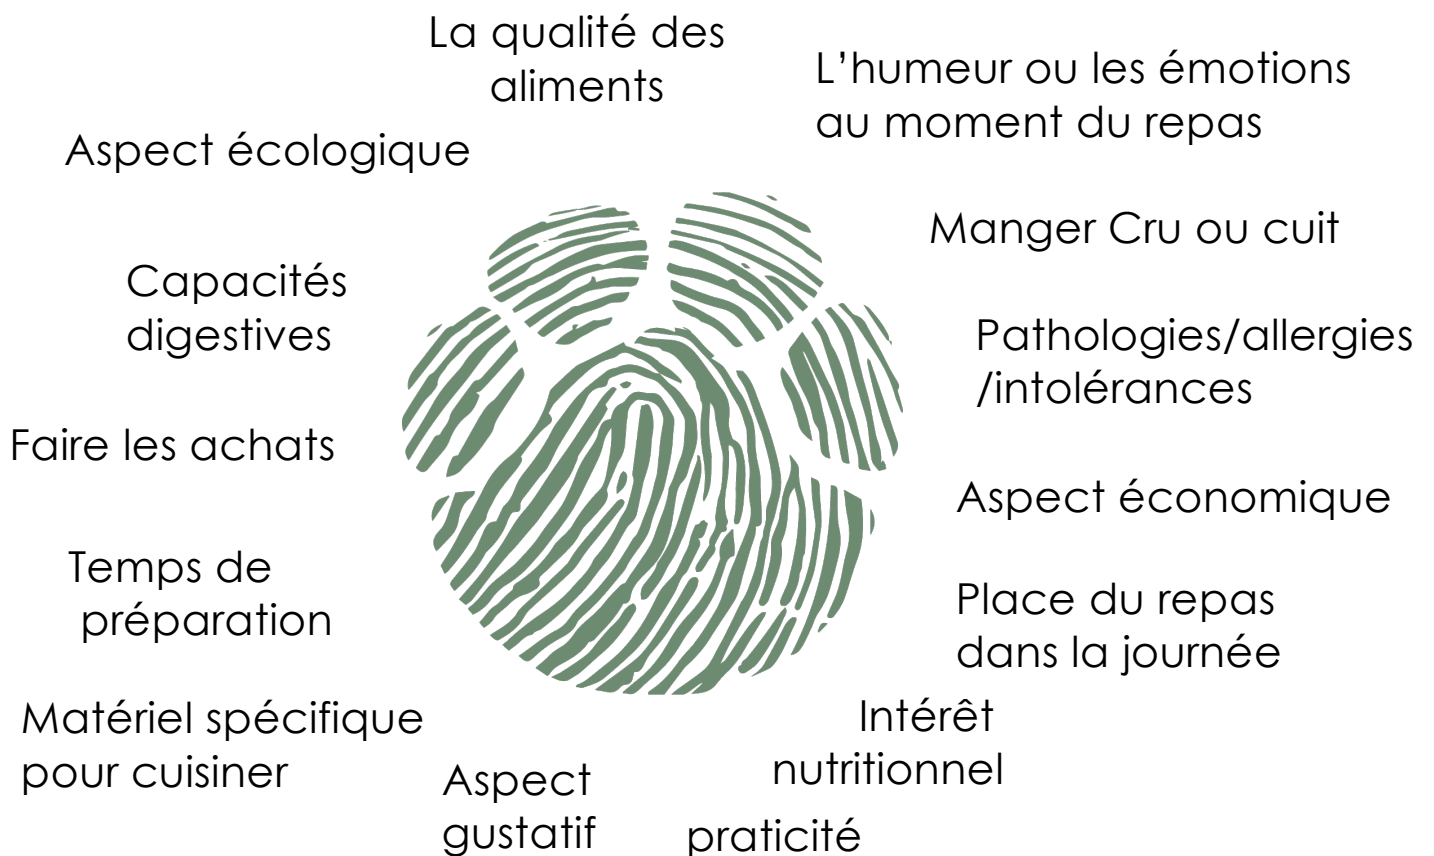 La qualité des
aliments
L’humeur ou les émotions
au moment du repas
Aspect écologique
Manger Cru ou cuit
Capacités
digestives
Pathologies/allergies
/intolérances
Faire les achats
Aspect économique
Temps de
préparation
Place du repas
dans la journée
Matériel spécifique
pour cuisiner
Intérêt
nutritionnel
Aspect
gustatif
praticité